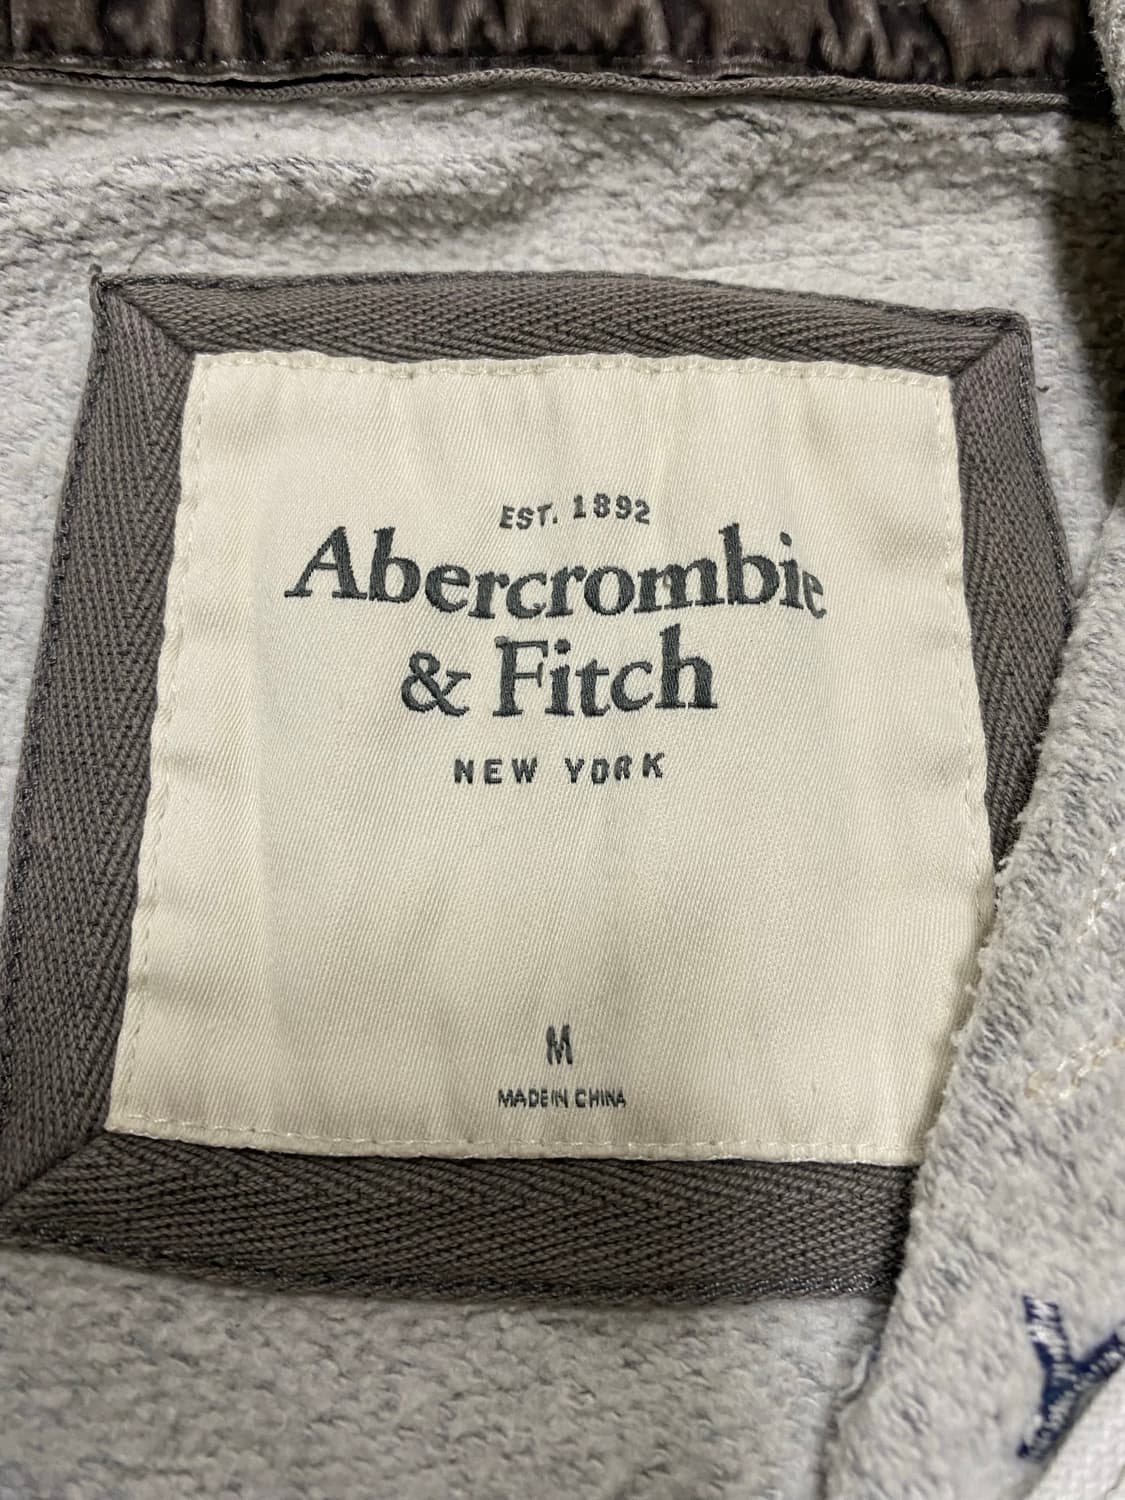 EST. 1892
Abercrombie
& Fitch
NEW YORK
M
MADE IN CHINA